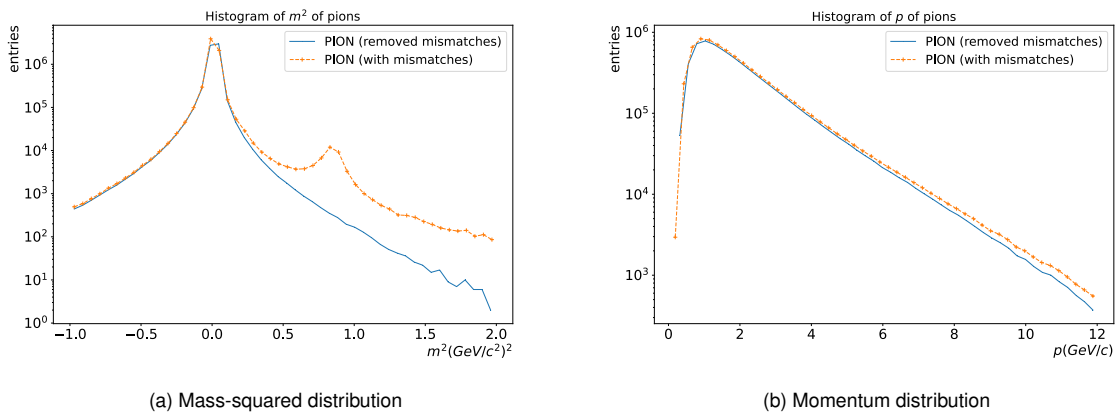 Histogram of m² of pions
entries
PION (removed mismatches)
PION (with mismatches)
10⁶
10⁵
10⁴
10³
10²
10¹
10⁰
−1.0 −0.5 0.0 0.5 1.0 1.5 2.0
m²(GeV/c²)²
(a) Mass-squared distribution
Histogram of p of pions
entries
PION (removed mismatches)
PION (with mismatches)
10⁶
10⁵
10⁴
10³
0 2 4 6 8 10 12
p(GeV/c)
(b) Momentum distribution